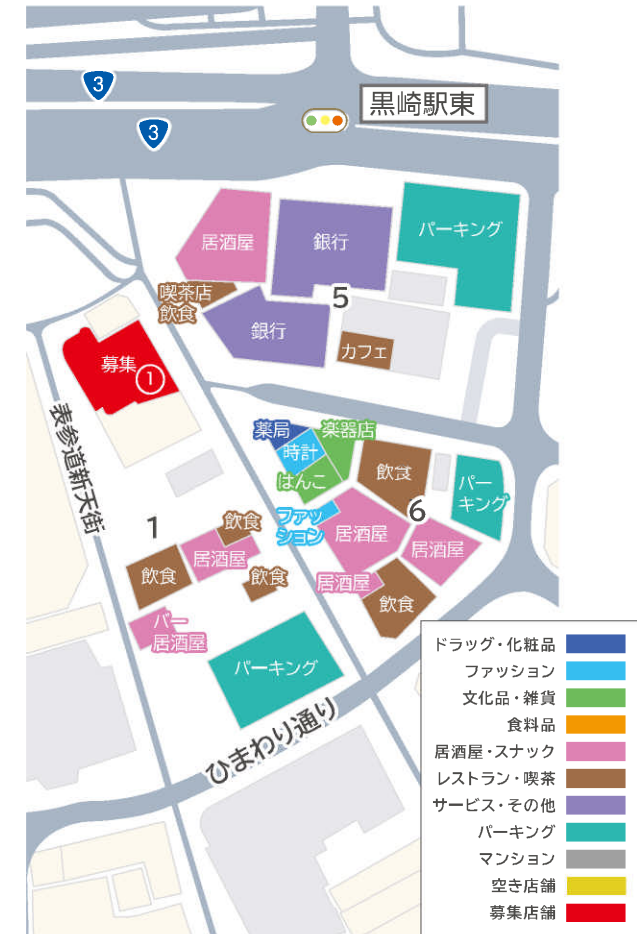 3
3
黒崎駅東
居酒屋
銀行
パーキング
喫茶店
飲食
5
銀行
カフェ
募集
1
表参道新天街
薬局
楽器店
時計
はんこ
飲食
パー
キング
ファッ
ション
居酒屋
6
居酒屋
居酒屋
飲食
1
飲食
居酒屋
飲食
飲食
バー
居酒屋
パーキング
ひまわり通り
ドラッグ・化粧品
ファッション
文化品・雑貨
食料品
居酒屋・スナック
レストラン・喫茶
サービス・その他
パーキング
マンション
空き店舗
募集店舗